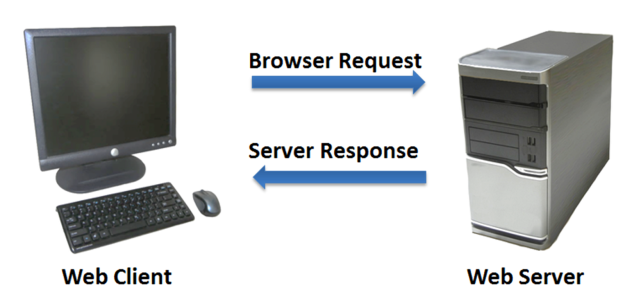 Browser Request
Server Response
Web Client
Web Server